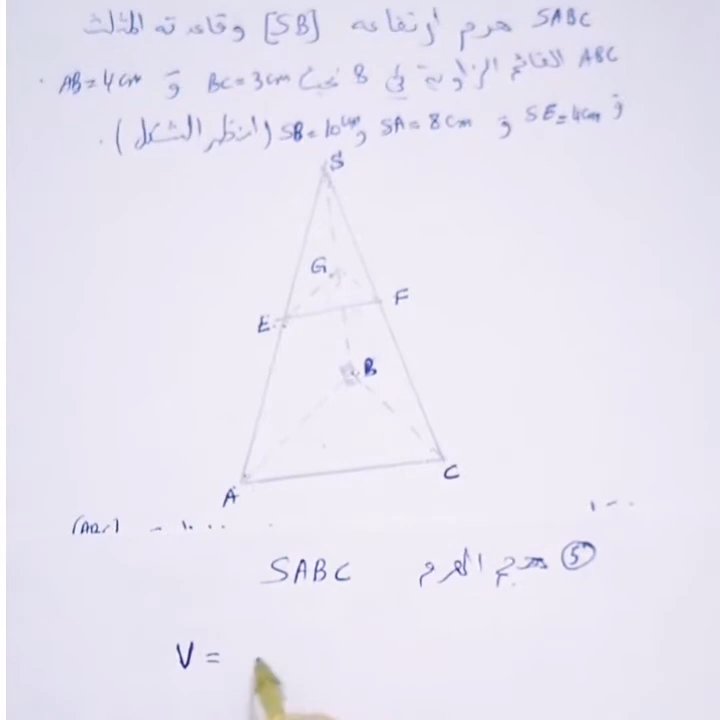 SABC هرم ارتفاعه [SB] وقاعدته المثلث
ABC القائم الزاوية في B بحيث BC = 3cm و AB = 4cm
و SE = 4cm و SA = 8cm و SB = 10cm (انظر الشكل).
S
G
F
E
B
A
C
⑤ حجم الهرم SABC
V =